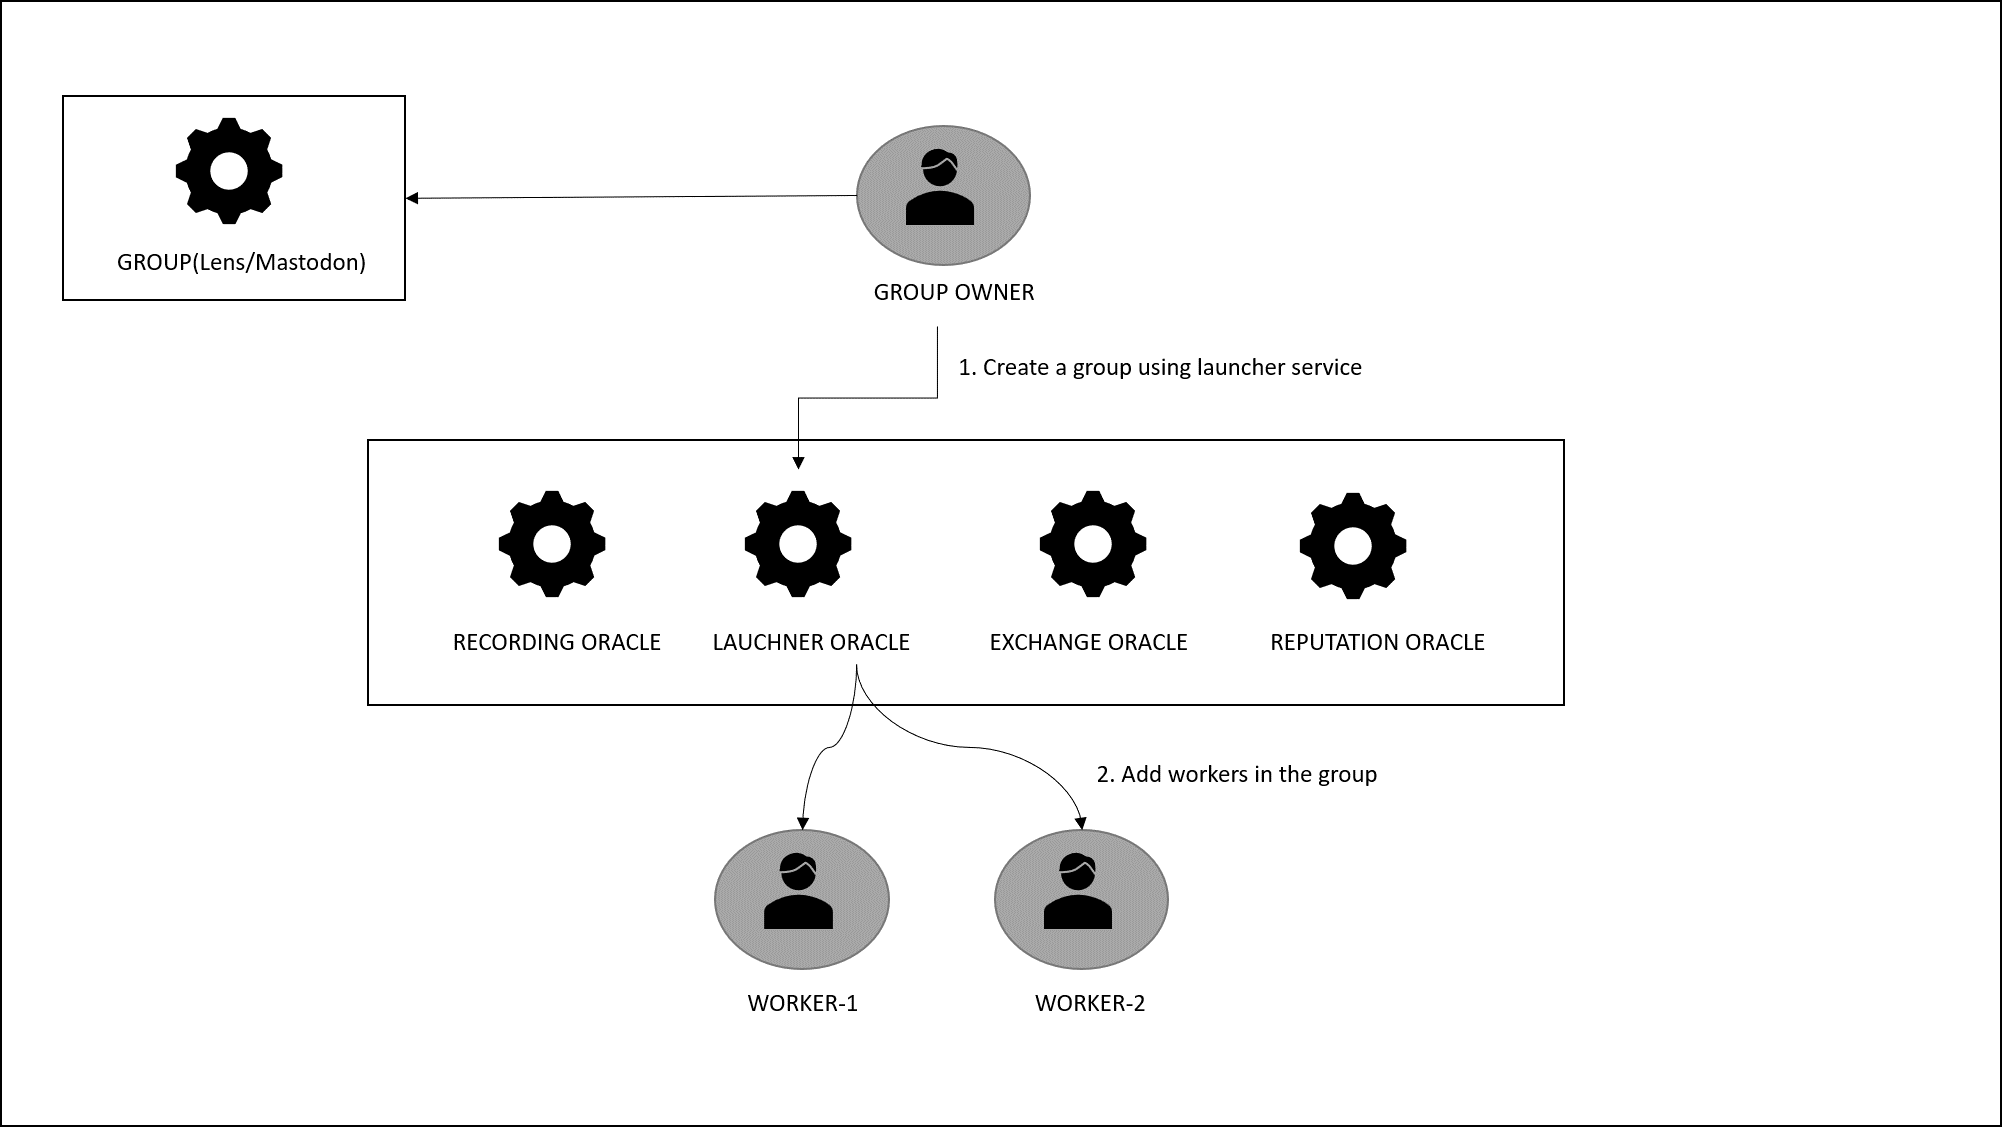 GROUP(Lens/Mastodon)
GROUP OWNER
1. Create a group using launcher service
RECORDING ORACLE
LAUCHNER ORACLE
EXCHANGE ORACLE
REPUTATION ORACLE
2. Add workers in the group
WORKER-1
WORKER-2